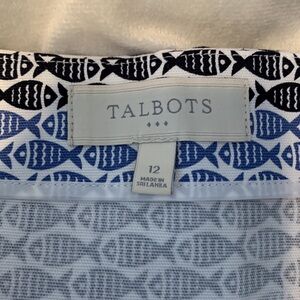 TALBOTS
12
MADE IN
SRI LANKA